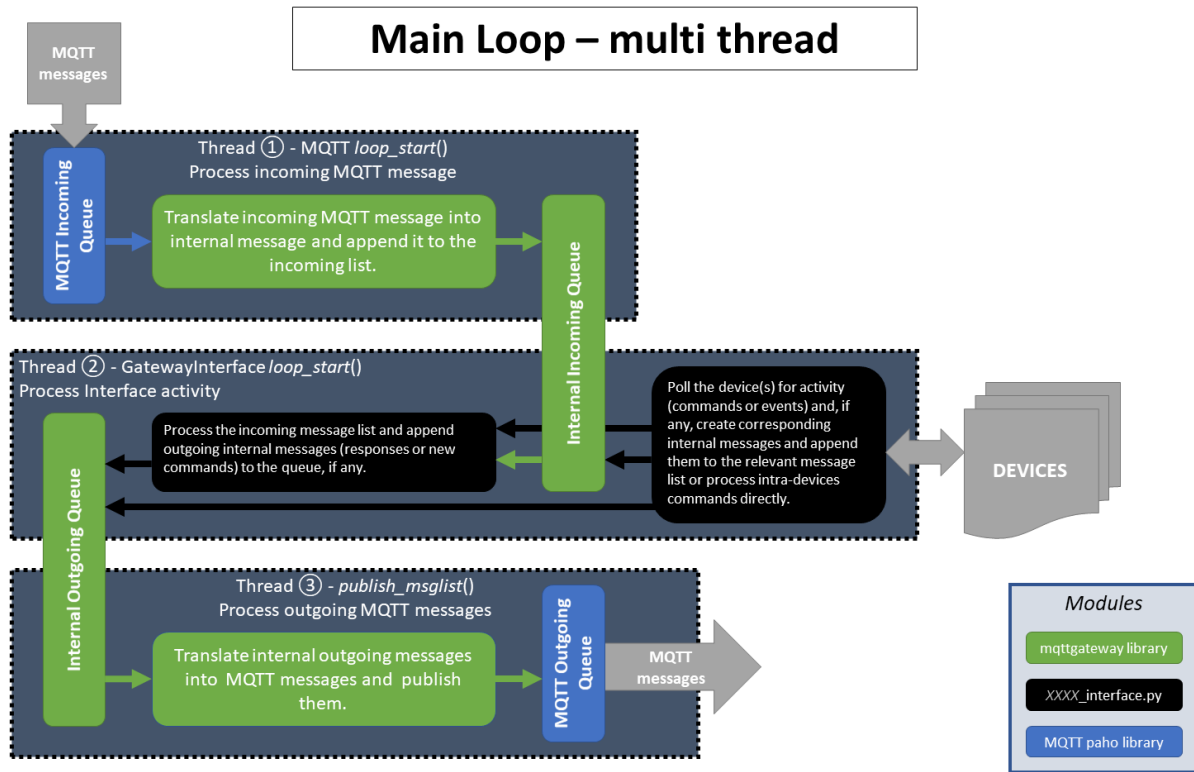 Main Loop – multi thread
MQTT
messages
Thread ① - MQTT loop_start()
Process incoming MQTT message
MQTT Incoming
Queue
Translate incoming MQTT message into
internal message and append it to the
incoming list.
Internal Incoming Queue
Thread ② - GatewayInterface loop_start()
Process Interface activity
Process the incoming message list and append
outgoing internal messages (responses or new
commands) to the queue, if any.
Poll the device(s) for activity
(commands or events) and, if
any, create corresponding
internal messages and append
them to the relevant message
list or process intra-devices
commands directly.
DEVICES
Internal Outgoing Queue
Thread ③ - publish_msglist()
Process outgoing MQTT messages
Translate internal outgoing messages
into MQTT messages and publish
them.
MQTT Outgoing
Queue
MQTT
messages
Modules
mqttgateway library
XXXX_interface.py
MQTT paho library